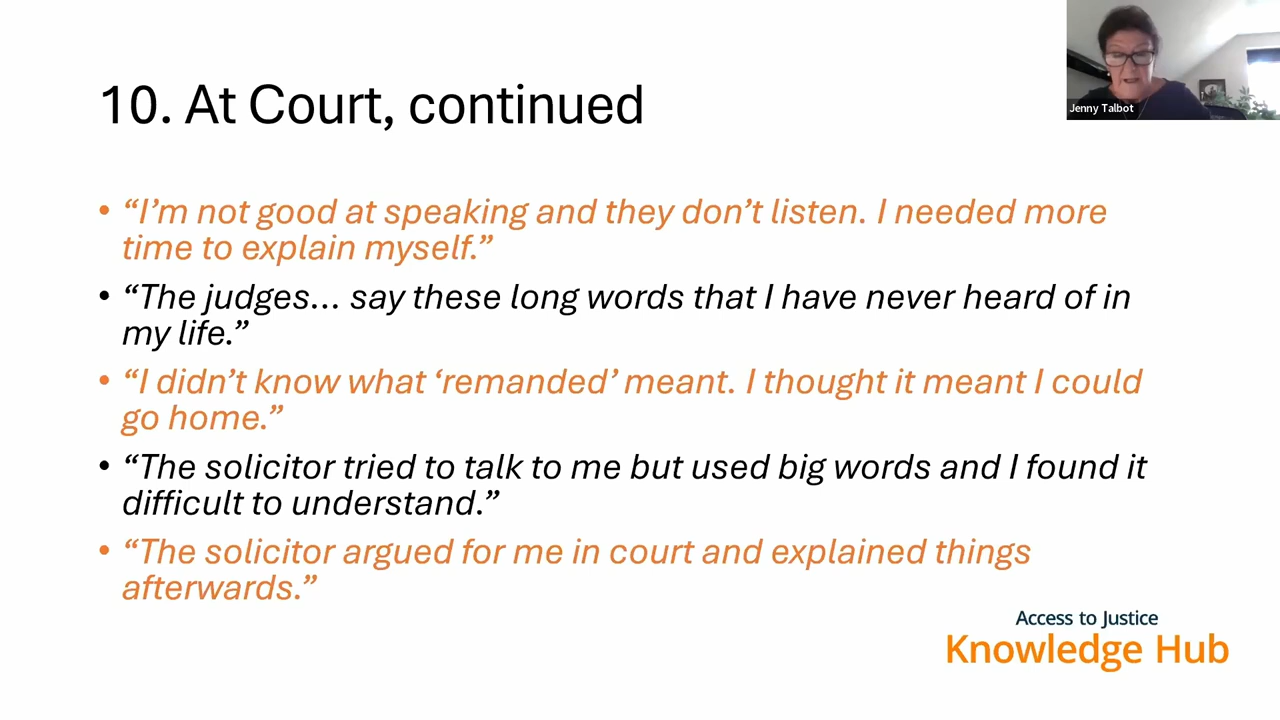 10. At Court, continued
Jenny Talbot
• “I’m not good at speaking and they don’t listen. I needed more
time to explain myself.”
• “The judges… say these long words that I have never heard of in
my life.”
• “I didn’t know what ‘remanded’ meant. I thought it meant I could
go home.”
• “The solicitor tried to talk to me but used big words and I found it
difficult to understand.”
• “The solicitor argued for me in court and explained things
afterwards.”
Access to Justice
Knowledge Hub